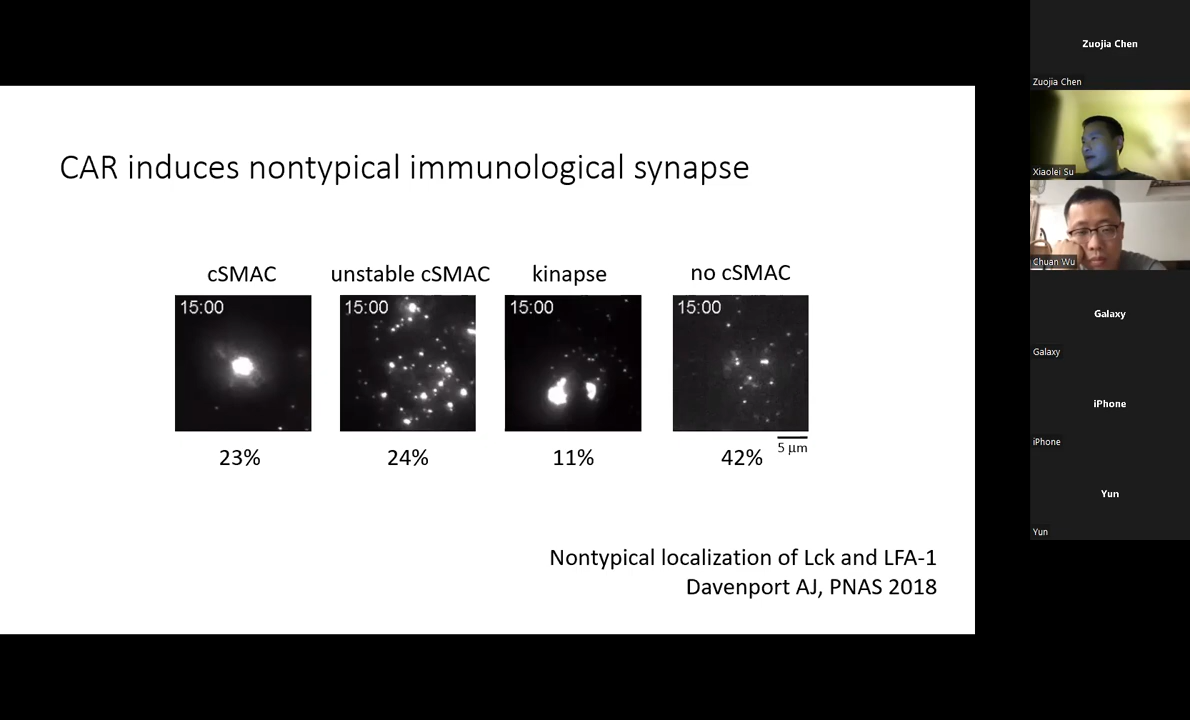 CAR induces nontypical immunological synapse
cSMAC unstable cSMAC kinapse no cSMAC
15:00 15:00 15:00 15:00
23% 24% 11% 42%
5 μm
Nontypical localization of Lck and LFA-1
Davenport AJ, PNAS 2018
Zuojia Chen
Zuojia Chen
Xiaolei Su
Chuan Wu
Galaxy
Galaxy
iPhone
iPhone
Yun
Yun